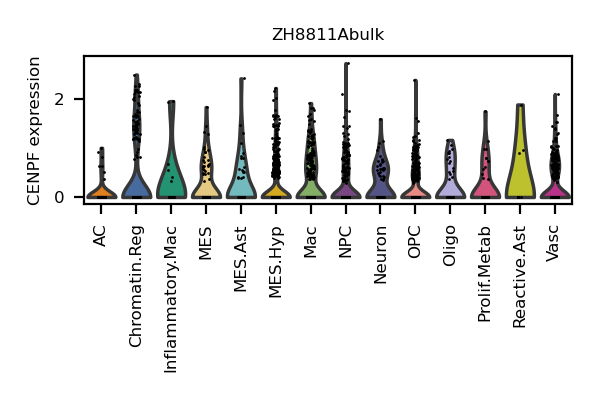 ZH8811Abulk
CENPF expression
2
0
AC
Chromatin.Reg
Inflammatory.Mac
MES
MES.Ast
MES.Hyp
Mac
NPC
Neuron
OPC
Oligo
Prolif.Metab
Reactive.Ast
Vasc